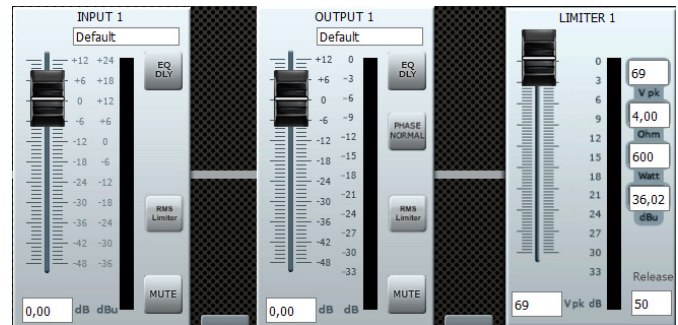 INPUT 1
Default
+12 +24
+6 +18
0 +12
-6 +6
-12 0
-18 -6
-24 -12
-30 -18
-36 -24
-42 -30
-48 -36
EQ
DLY
RMS
Limiter
MUTE
0,00 dB dBu
OUTPUT 1
Default
+12 0
+6 -3
0 -6
-6 -9
-12 -12
-18 -15
-24 -18
-30 -21
-36 -24
-42 -27
-48 -30
-33
EQ
DLY
PHASE
NORMAL
RMS
Limiter
MUTE
0,00 dB dB
LIMITER 1
0
3
6
9
12
15
18
21
24
27
30
33
69
V pk
4,00
Ohm
600
Watt
36,02
dBu
Release
69 Vpk dB 50